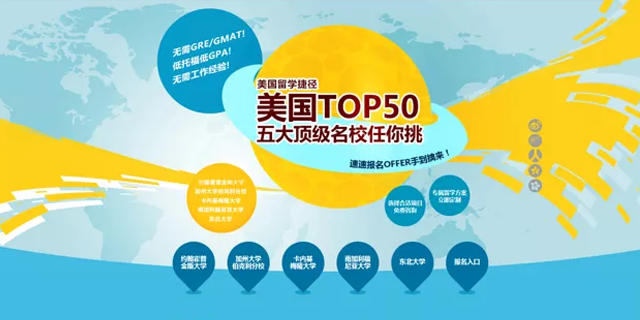 无需GRE/GMAT!
低托福低GPA!
无需工作经验!
美国留学捷径
美国TOP50
五大顶级名校任你挑
速速报名OFFER手到擒来！
约翰霍普金斯大学
加州大学伯克利分校
卡内基梅隆大学
南加利福尼亚大学
东北大学
选择合适项目
免费咨询
专属留学方案
立即定制
约翰霍普
金斯大学
加州大学
伯克利分校
卡内基
梅隆大学
南加利福
尼亚大学
东北大学
报名入口